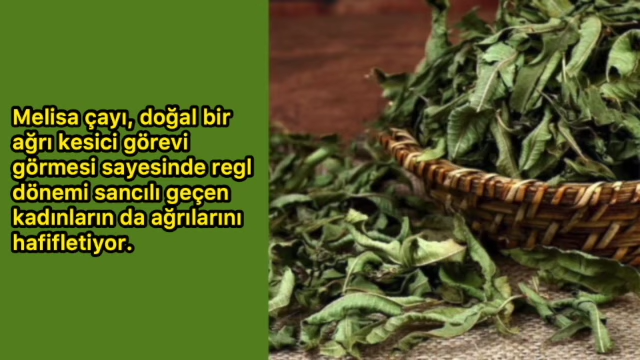 Melisa çayı, doğal bir
ağrı kesici görevi
görmesi sayesinde regl
dönemi sancılı geçen
kadınların da ağrılarını
hafifletiyor.